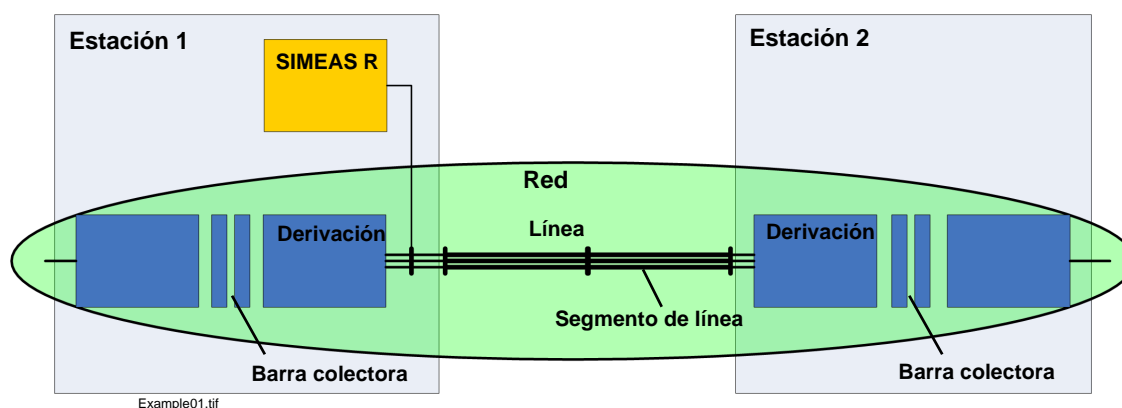 Estación 1
Estación 2
SIMEAS R
Red
Derivación
Línea
Derivación
Segmento de línea
Barra colectora
Barra colectora
Example01.tif